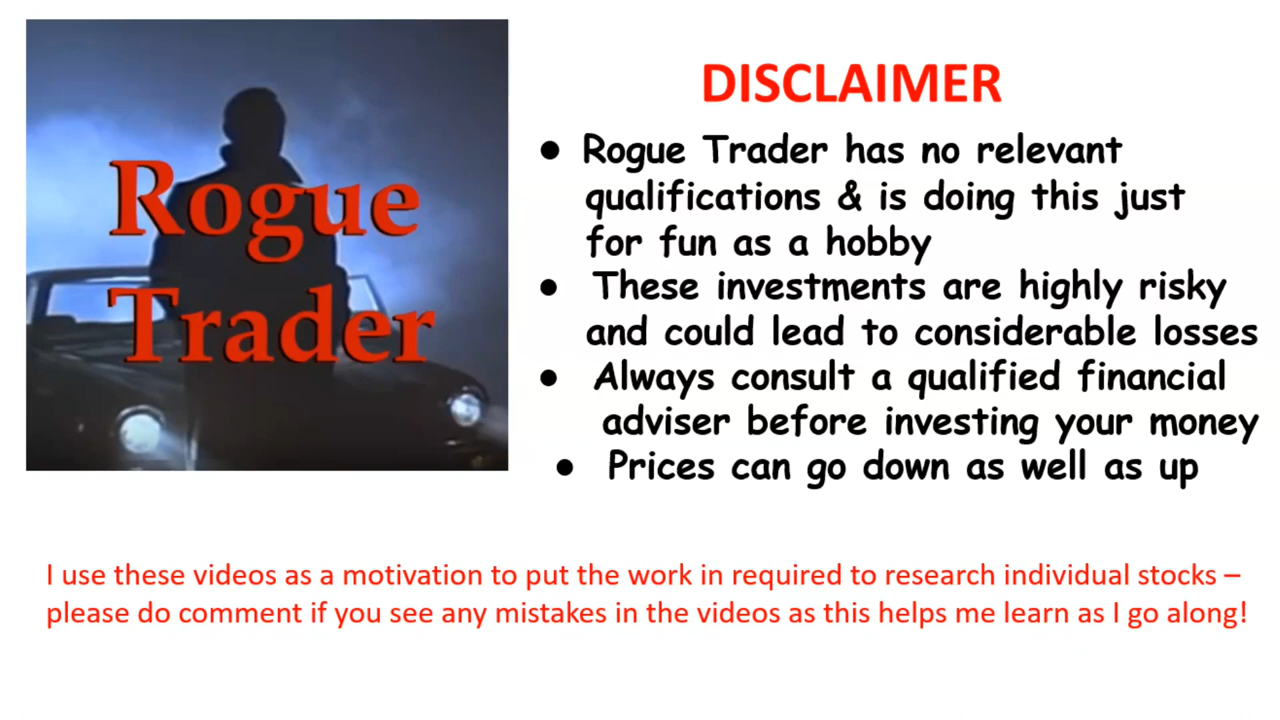 Rogue
Trader
DISCLAIMER
● Rogue Trader has no relevant
qualifications & is doing this just
for fun as a hobby
● These investments are highly risky
and could lead to considerable losses
● Always consult a qualified financial
adviser before investing your money
● Prices can go down as well as up
I use these videos as a motivation to put the work in required to research individual stocks –
please do comment if you see any mistakes in the videos as this helps me learn as I go along!